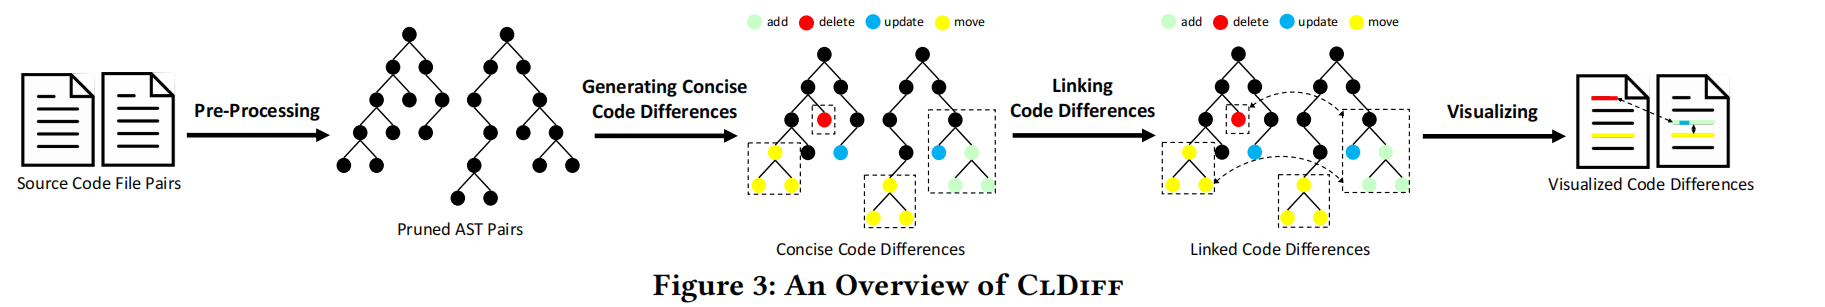 add delete update move
add delete update move
Pre-Processing
Generating Concise
Code Differences
Linking
Code Differences
Visualizing
Source Code File Pairs
Pruned AST Pairs
Concise Code Differences
Linked Code Differences
Visualized Code Differences
Figure 3: An Overview of CLDIFF